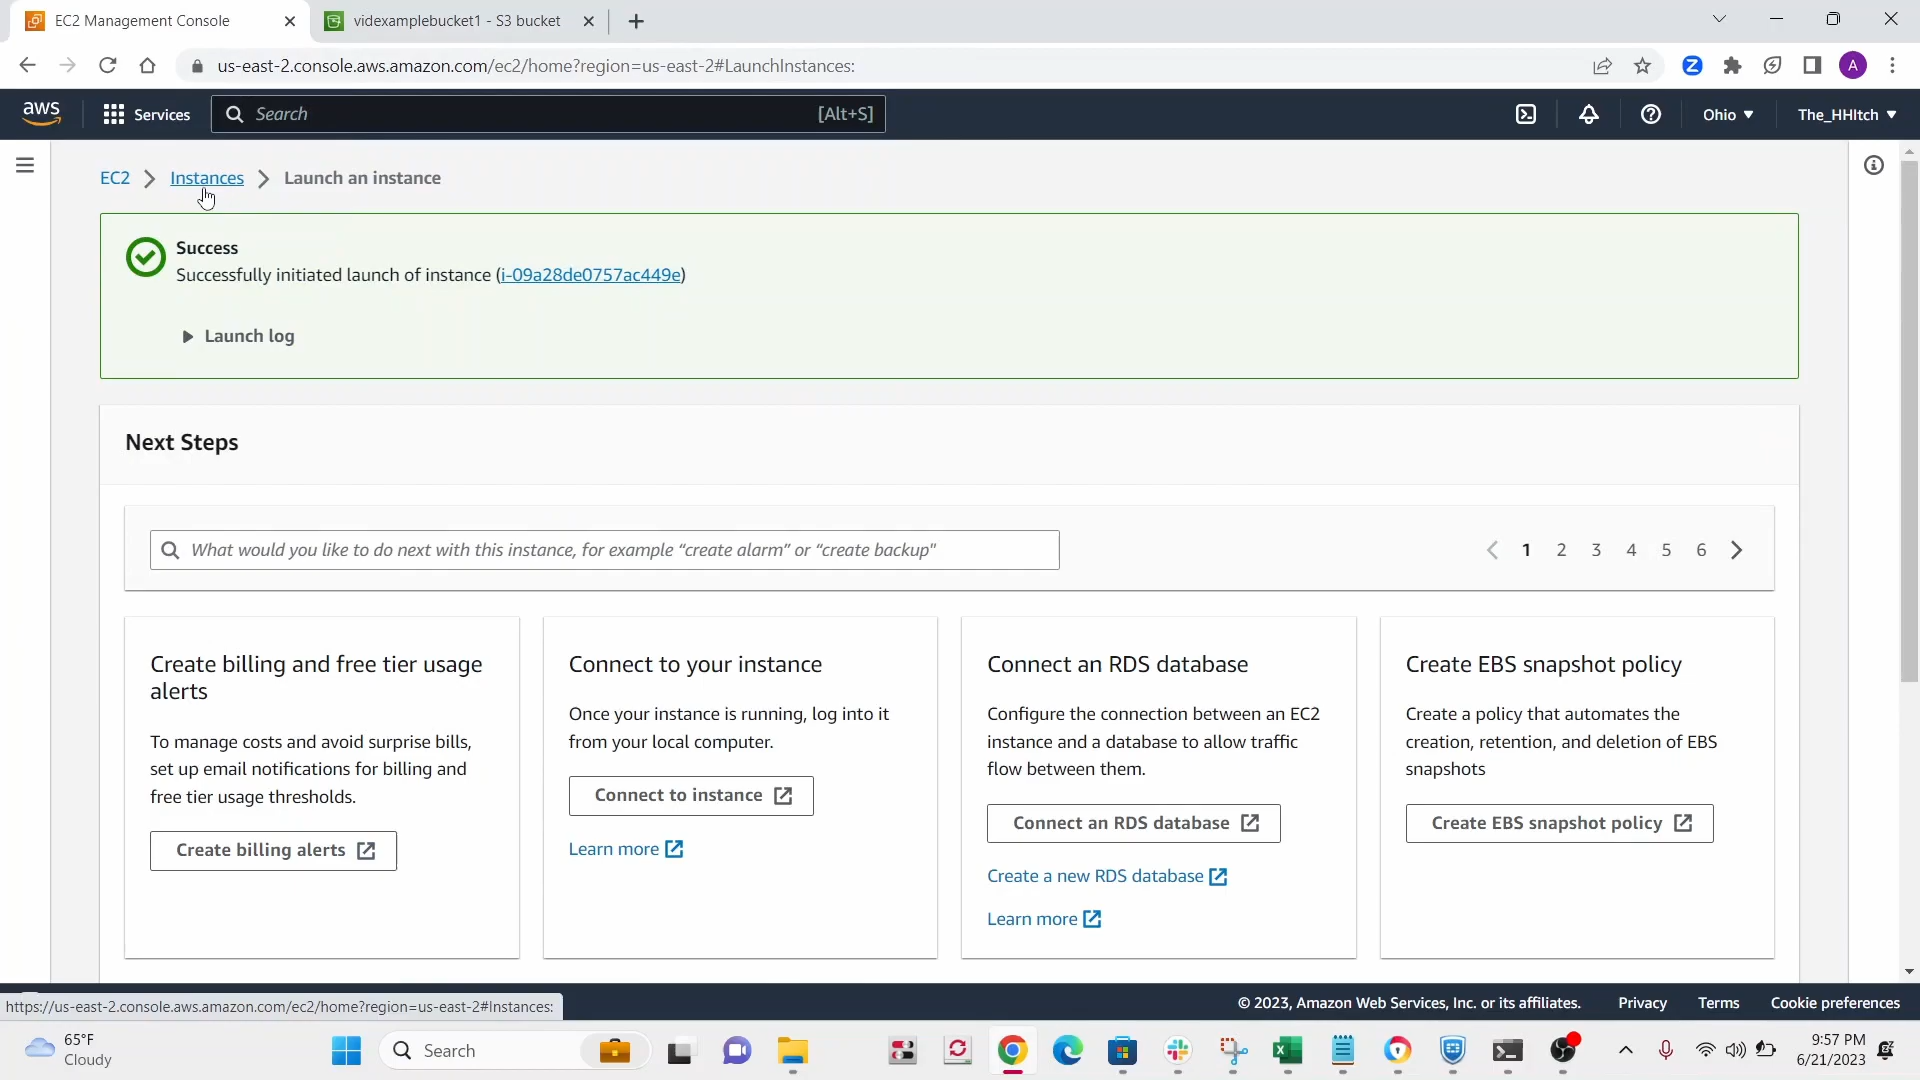 EC2 Management Console
videxamplebucket1 - S3 bucket
us-east-2.console.aws.amazon.com/ec2/home?region=us-east-2#LaunchInstances:
A
aws
Services
Search
[Alt+S]
Ohio
The_HHItch
EC2
Instances
Launch an instance
Success
Successfully initiated launch of instance (i-09a28de0757ac449e)
Launch log
Next Steps
What would you like to do next with this instance, for example “create alarm” or “create backup"
1 2 3 4 5 6
Create billing and free tier usage
alerts
To manage costs and avoid surprise bills,
set up email notifications for billing and
free tier usage thresholds.
Create billing alerts
Connect to your instance
Once your instance is running, log into it
from your local computer.
Connect to instance
Learn more
Connect an RDS database
Configure the connection between an EC2
instance and a database to allow traffic
flow between them.
Connect an RDS database
Create a new RDS database
Learn more
Create EBS snapshot policy
Create a policy that automates the
creation, retention, and deletion of EBS
snapshots
Create EBS snapshot policy
https://us-east-2.console.aws.amazon.com/ec2/home?region=us-east-2#Instances:
© 2023, Amazon Web Services, Inc. or its affiliates.
Privacy
Terms
Cookie preferences
65°F
Cloudy
Search
9:57 PM
6/21/2023